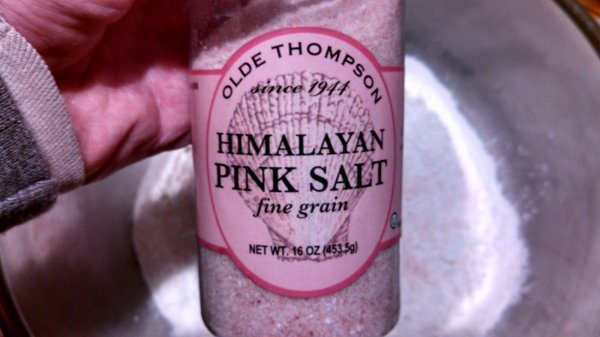 OLDE THOMPSON
since 1944
HIMALAYAN
PINK SALT
fine grain
NET WT. 16 OZ (453.5g)